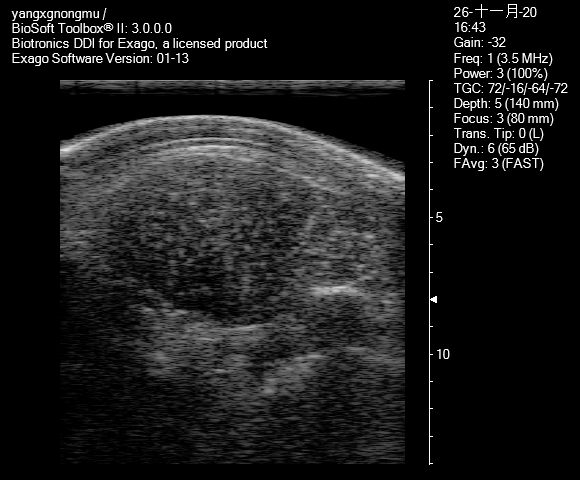 yangxgnongmu /
BioSoft Toolbox® II: 3.0.0.0
Biotronics DDI for Exago, a licensed product
Exago Software Version: 01-13
26-十一月-20
16:43
Gain: -32
Freq: 1 (3.5 MHz)
Power: 3 (100%)
TGC: 72/-16/-64/-72
Depth: 5 (140 mm)
Focus: 3 (80 mm)
Trans. Tip: 0 (L)
Dyn.: 6 (65 dB)
FAvg: 3 (FAST)
5
10